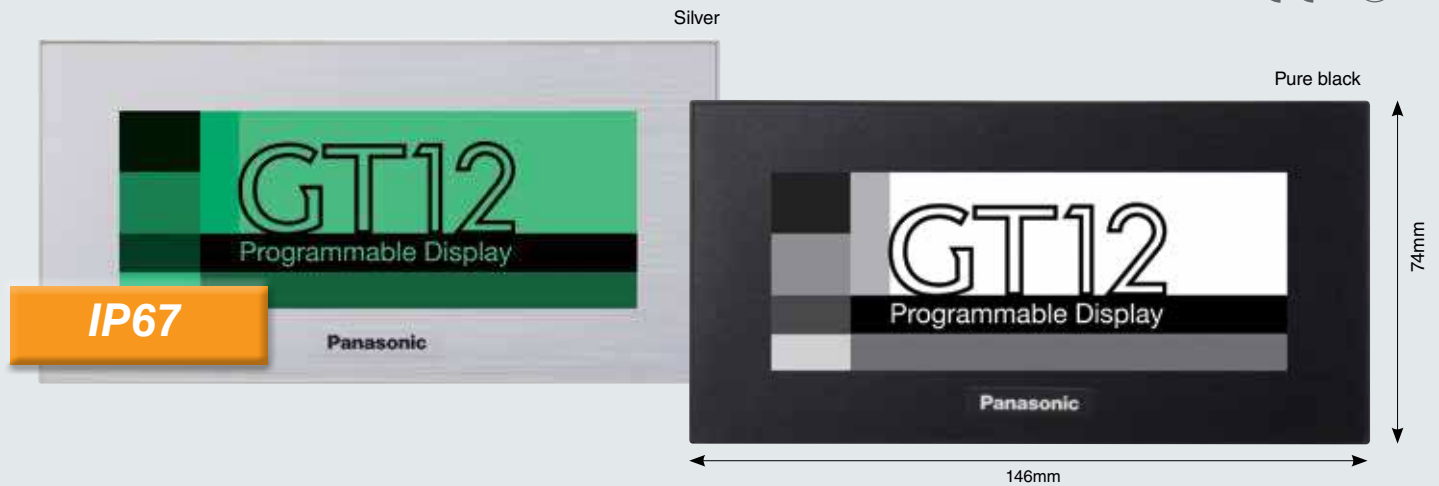 Silver
GT12
Programmable Display
IP67
Panasonic
Pure black
GT12
Programmable Display
Panasonic
74mm
146mm